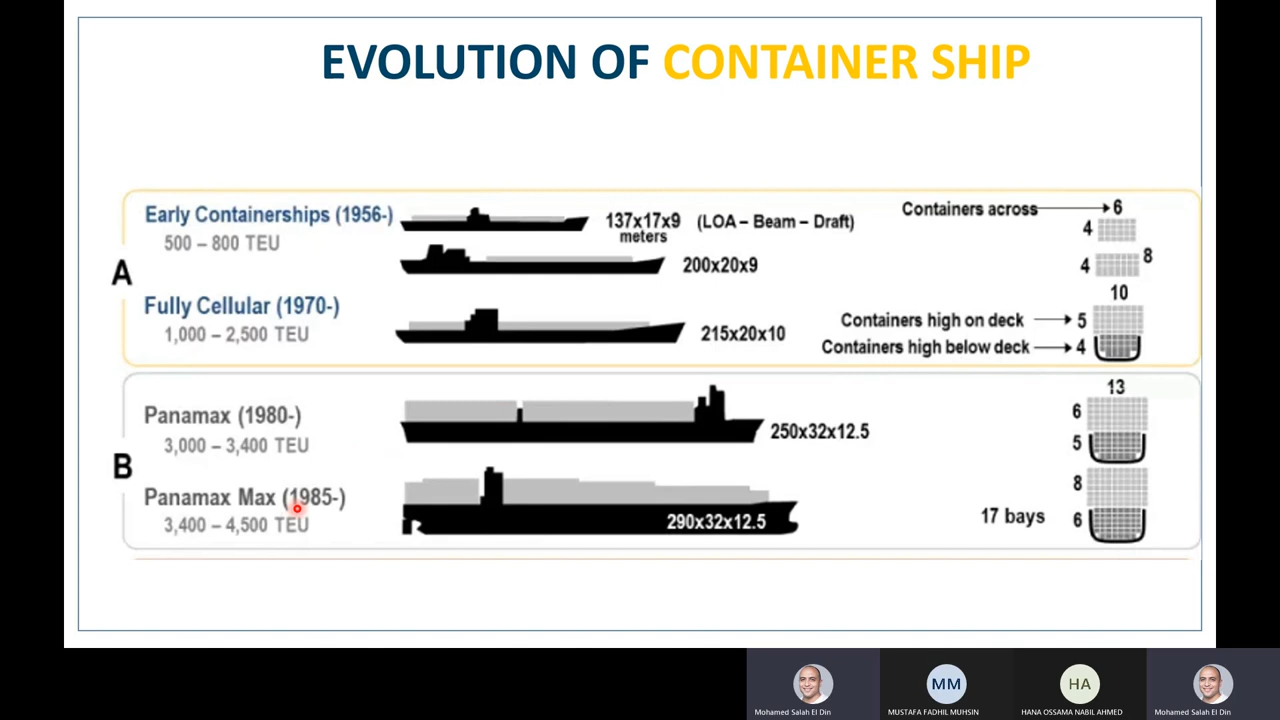 EVOLUTION OF CONTAINER SHIP
Early Containerships (1956-)
500 – 800 TEU
137x17x9 (LOA – Beam – Draft)
meters
Containers across 6
4
200x20x9
4 8
A
Fully Cellular (1970-)
1,000 – 2,500 TEU
215x20x10
10
Containers high on deck 5
Containers high below deck 4
Panamax (1980-)
3,000 – 3,400 TEU
250x32x12.5
13
6
5
B
Panamax Max (1985-)
3,400 – 4,500 TEU
290x32x12.5
17 bays
8
6
MM
HA
Mohamed Salah El Din
MUSTAFA FADHIL MUHSIN
HANA OSSAMA NABIL AHMED
Mohamed Salah El Din